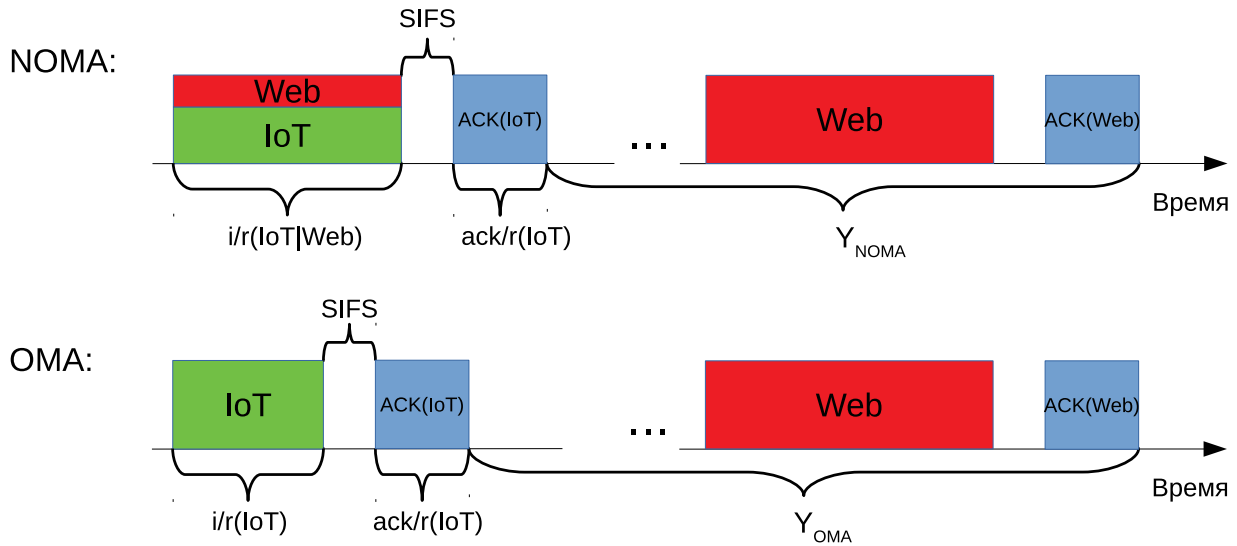 SIFS
NOMA:
Web
IoT
ACK(IoT)
...
Web
ACK(Web)
Время
i/r(IoT|Web)
ack/r(IoT)
Y NOMA
SIFS
OMA:
IoT
ACK(IoT)
...
Web
ACK(Web)
Время
i/r(IoT)
ack/r(IoT)
Y OMA